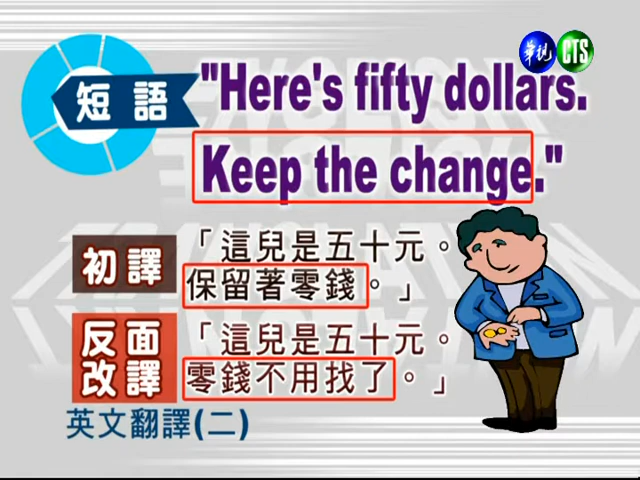 華視 CTS
短語
"Here's fifty dollars.
Keep the change."
初譯
「這兒是五十元。
保留著零錢。」
反面
改譯
「這兒是五十元。
零錢不用找了。」
英文翻譯(二)